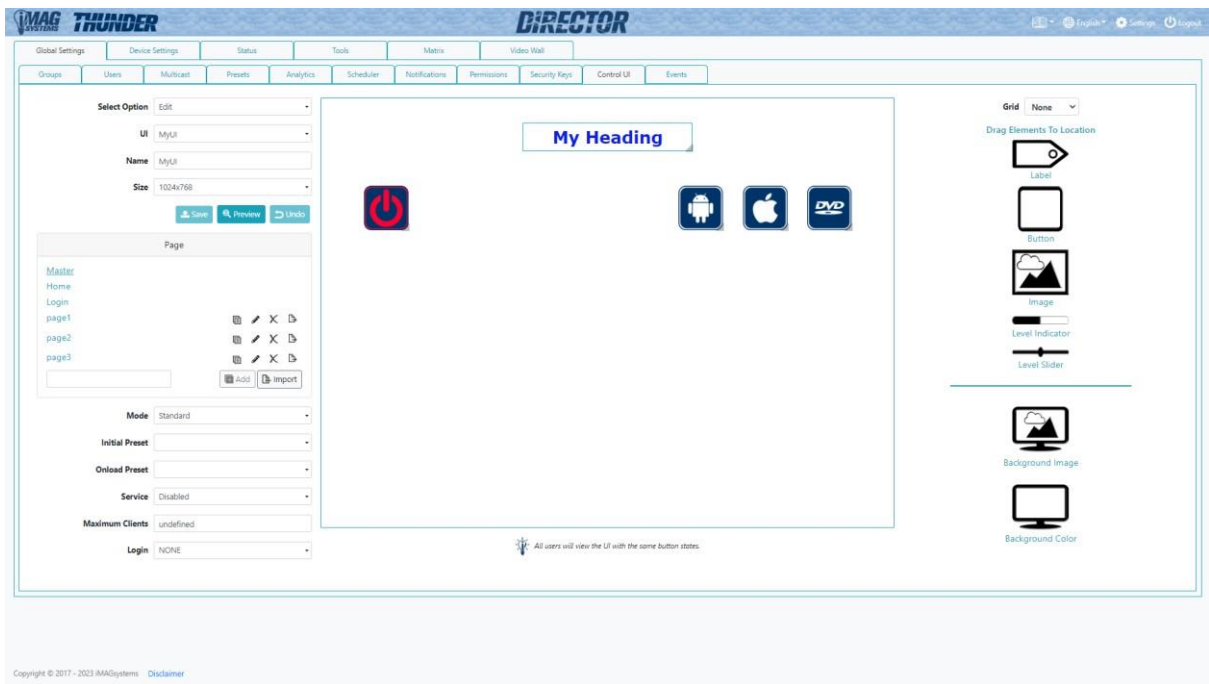 iMAG SYSTEMS THUNDER DiRECTOR English Settings Logout
Global Settings Device Settings Status Tools Matrix Video Wall
Groups Users Multicast Presets Analytics Scheduler Notifications Permissions Security Keys Control UI Events
Select Option Edit
UI MyUI
Name MyUI
Size 1024x768
Save Preview Undo
Page
Master
Home
Login
page1
page2
page3
Add Import
Mode Standard
Initial Preset
Onload Preset
Service Disabled
Maximum Clients undefined
Login NONE
My Heading
DVD
All users will view the UI with the same button states.
Grid None
Drag Elements To Location
Label
Button
Image
Level Indicator
Level Slider
Background Image
Background Color
Copyright © 2017 - 2023 iMAGsystems Disclaimer